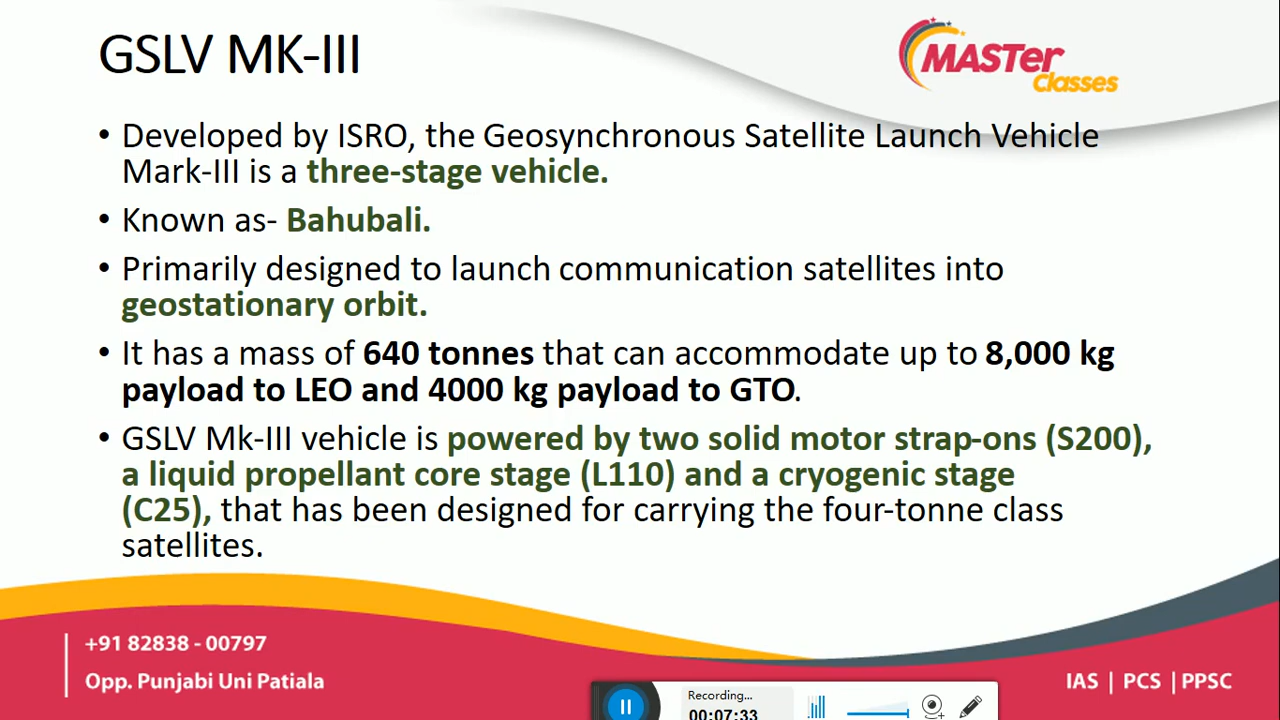 GSLV MK-III
MASTer
Classes
• Developed by ISRO, the Geosynchronous Satellite Launch Vehicle
Mark-III is a three-stage vehicle.
• Known as- Bahubali.
• Primarily designed to launch communication satellites into
geostationary orbit.
• It has a mass of 640 tonnes that can accommodate up to 8,000 kg
payload to LEO and 4000 kg payload to GTO.
• GSLV Mk-III vehicle is powered by two solid motor strap-ons (S200),
a liquid propellant core stage (L110) and a cryogenic stage
(C25), that has been designed for carrying the four-tonne class
satellites.
+91 82838 - 00797
Opp. Punjabi Uni Patiala
IAS | PCS | PPSC
Recording...
00:07:33